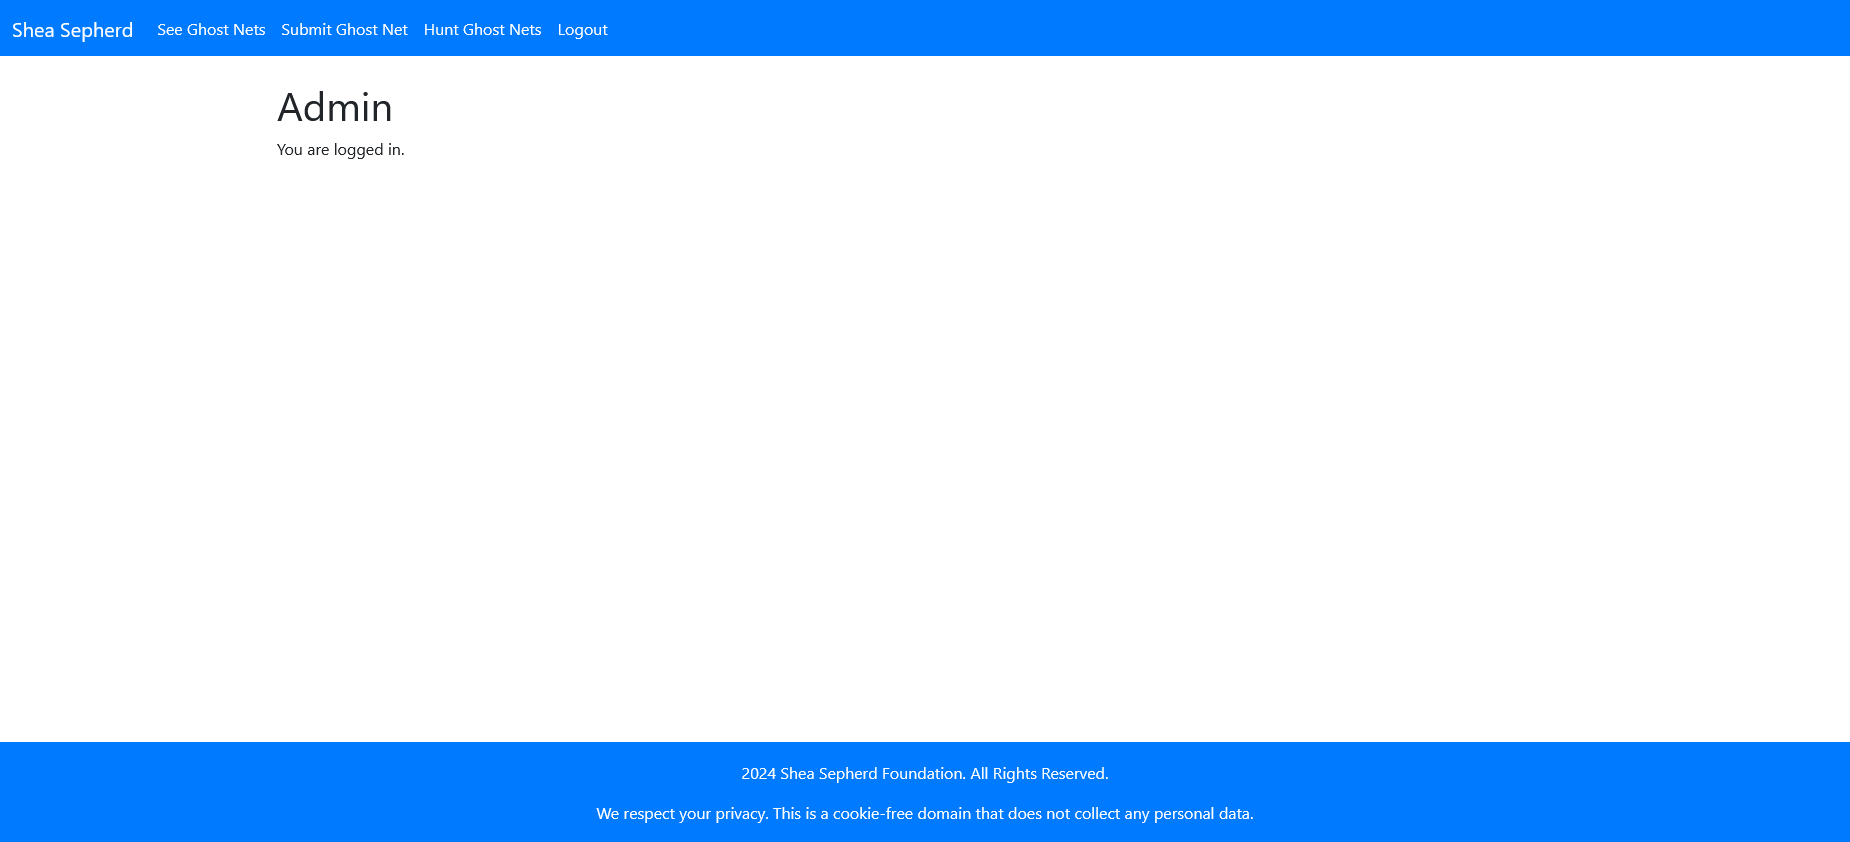 Shea Sepherd See Ghost Nets Submit Ghost Net Hunt Ghost Nets Logout
Admin
You are logged in.
2024 Shea Sepherd Foundation. All Rights Reserved.
We respect your privacy. This is a cookie-free domain that does not collect any personal data.